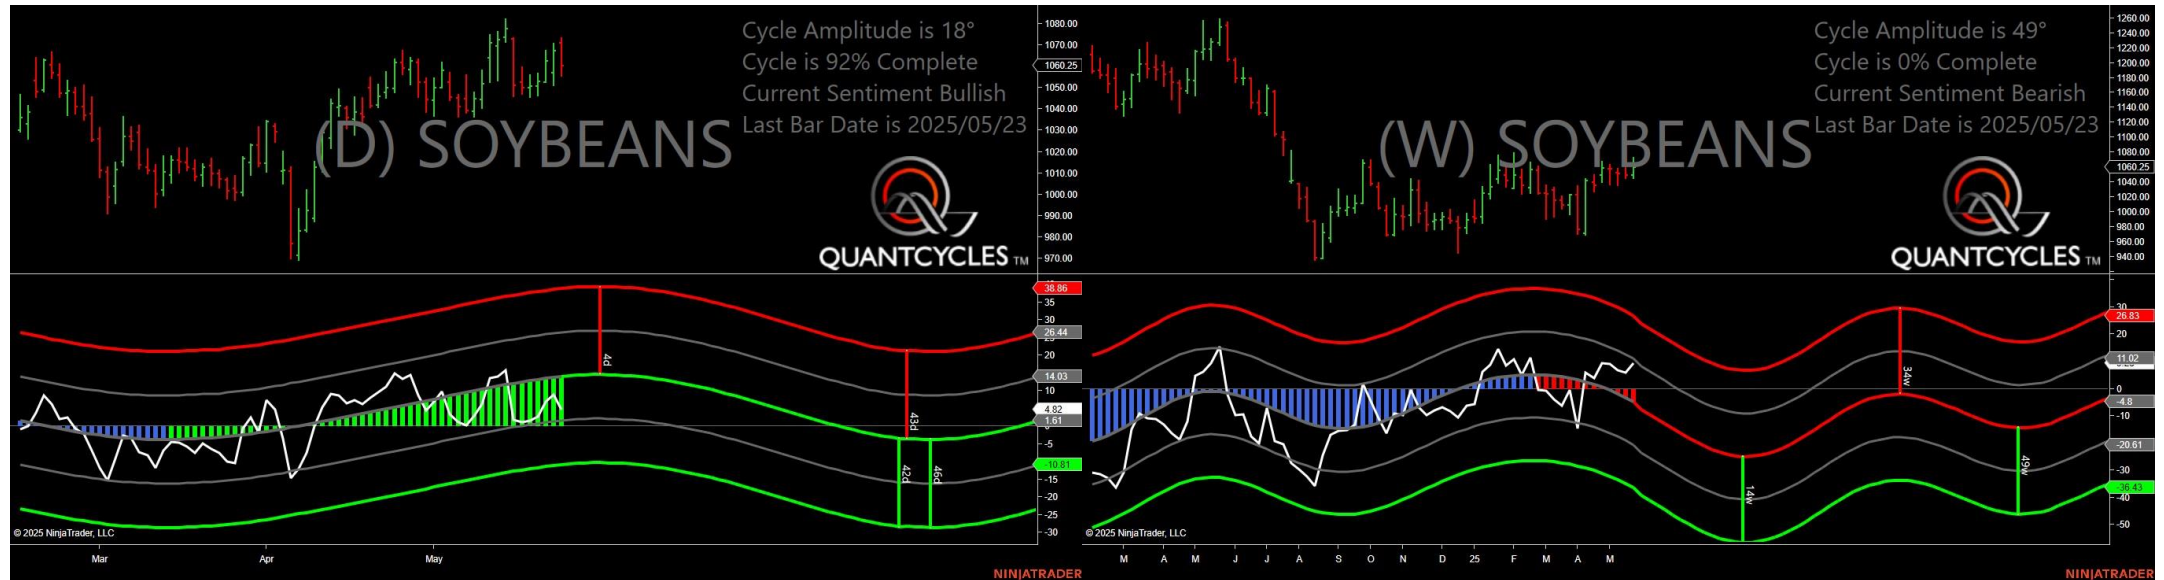 Cycle Amplitude is 18°
Cycle is 92% Complete
Current Sentiment Bullish
Last Bar Date is 2025/05/23
(D) SOYBEANS
QUANTCYCLES TM
1080.00
1070.00
1060.25
1050.00
1040.00
1030.00
1020.00
1010.00
1000.00
990.00
980.00
970.00
38.86
35
30
26.44
20
14.03
10
4.82
1.61
-5
-10.81
-15
-20
-25
-30
4d
43d
42d
46d
© 2025 NinjaTrader, LLC
Mar Apr May
NINJATRADER
Cycle Amplitude is 49°
Cycle is 0% Complete
Current Sentiment Bearish
Last Bar Date is 2025/05/23
(W) SOYBEANS
QUANTCYCLES TM
1260.00
1240.00
1220.00
1200.00
1180.00
1160.00
1140.00
1120.00
1100.00
1080.00
1060.25
1040.00
1020.00
1000.00
980.00
960.00
940.00
30
26.83
20
11.02
0
-4.8
-10
-20.61
-30
-36.43
-40
-50
34w
14w
49w
© 2025 NinjaTrader, LLC
M A M J J A S O N D 25 F M A M
NINJATRADER